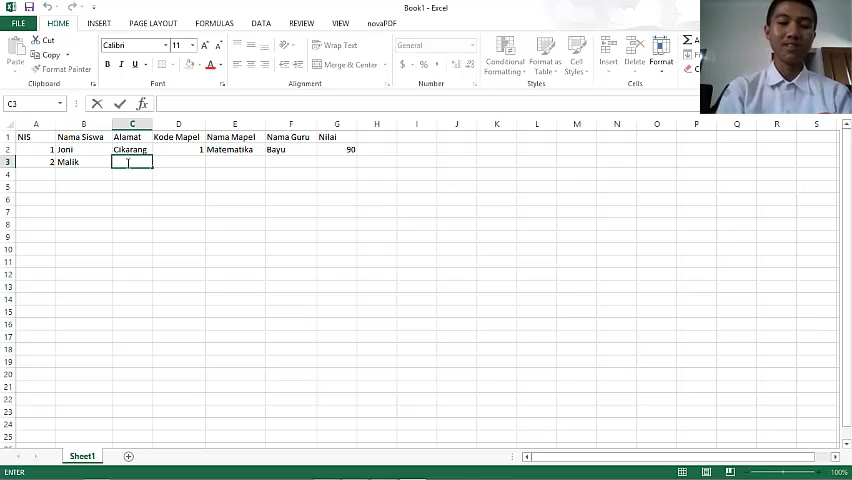 Book1 - Excel
FILE HOME INSERT PAGE LAYOUT FORMULAS DATA REVIEW VIEW novaPDF
Paste Cut Copy Format Painter
Calibri 11 A A
B I U A
Wrap Text
Merge & Center
General
$ % ,
Conditional Formatting
Format as Table
Cell Styles
Insert Delete Format
Clipboard Font Alignment Number Styles Cells
C3 fx
A B C D E F G H I J K L M N O P Q R S
1 NIS Nama Siswa Alamat Kode Mapel Nama Mapel Nama Guru Nilai
2 1 Joni Cikarang 1 Matematika Bayu 90
3 2 Malik
4
5
6
7
8
9
10
11
12
13
14
15
16
17
18
19
20
21
22
23
24
25
Sheet1
ENTER 100%